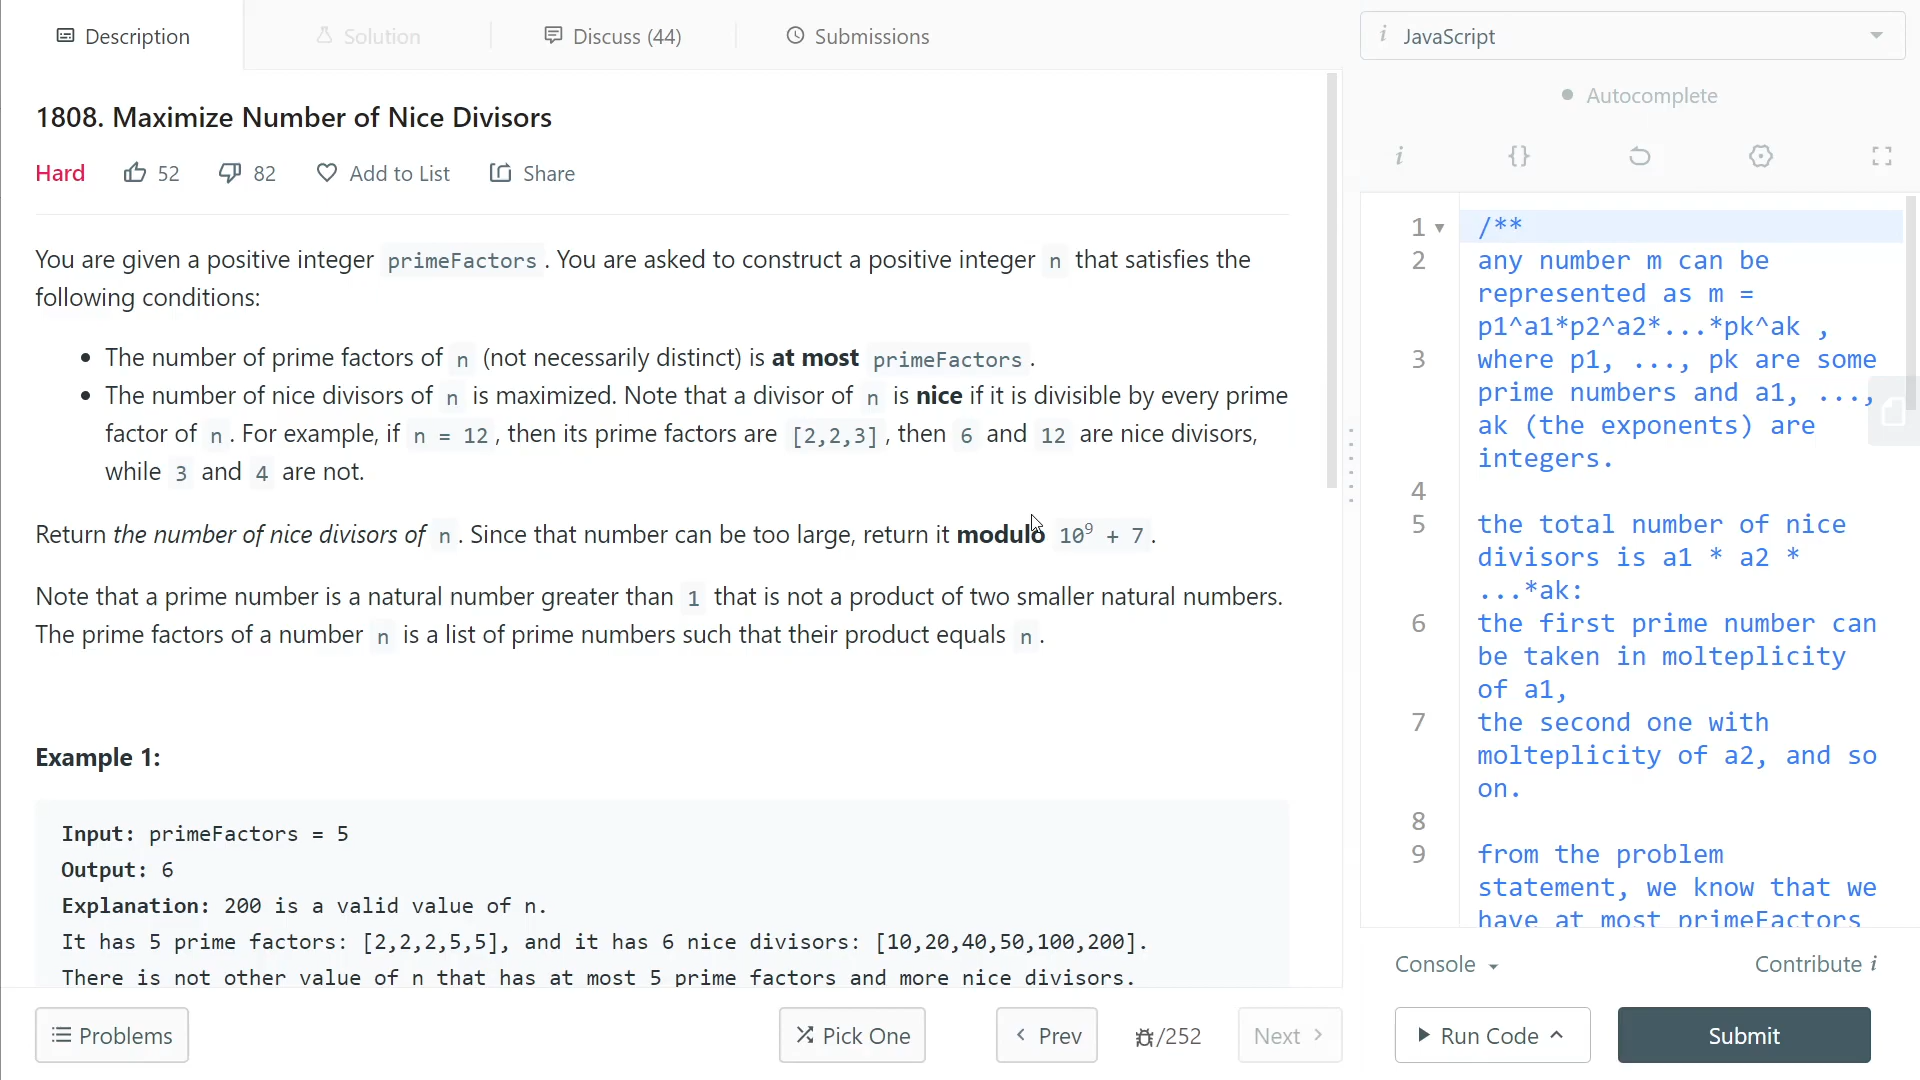 Description
Solution
Discuss (44)
Submissions
i JavaScript
Autocomplete
1808. Maximize Number of Nice Divisors
Hard 52 82 Add to List Share
i {}
You are given a positive integer primeFactors. You are asked to construct a positive integer n that satisfies the
following conditions:
• The number of prime factors of n (not necessarily distinct) is at most primeFactors.
• The number of nice divisors of n is maximized. Note that a divisor of n is nice if it is divisible by every prime
factor of n. For example, if n = 12, then its prime factors are [2,2,3], then 6 and 12 are nice divisors,
while 3 and 4 are not.
Return the number of nice divisors of n. Since that number can be too large, return it modulo 10⁹ + 7.
Note that a prime number is a natural number greater than 1 that is not a product of two smaller natural numbers.
The prime factors of a number n is a list of prime numbers such that their product equals n.
Example 1:
Input: primeFactors = 5
Output: 6
Explanation: 200 is a valid value of n.
It has 5 prime factors: [2,2,2,5,5], and it has 6 nice divisors: [10,20,40,50,100,200].
There is not other value of n that has at most 5 prime factors and more nice divisors.
1 /**
2 any number m can be
represented as m =
p1^a1*p2^a2*...*pk^ak ,
3 where p1, ..., pk are some
prime numbers and a1, ...,
ak (the exponents) are
integers.
4
5 the total number of nice
divisors is a1 * a2 *
...*ak:
6 the first prime number can
be taken in molteplicity
of a1,
7 the second one with
molteplicity of a2, and so
on.
8
9 from the problem
statement, we know that we
have at most primeFactors
Console
Contribute i
Problems
Pick One
Prev
/252
Next
Run Code
Submit